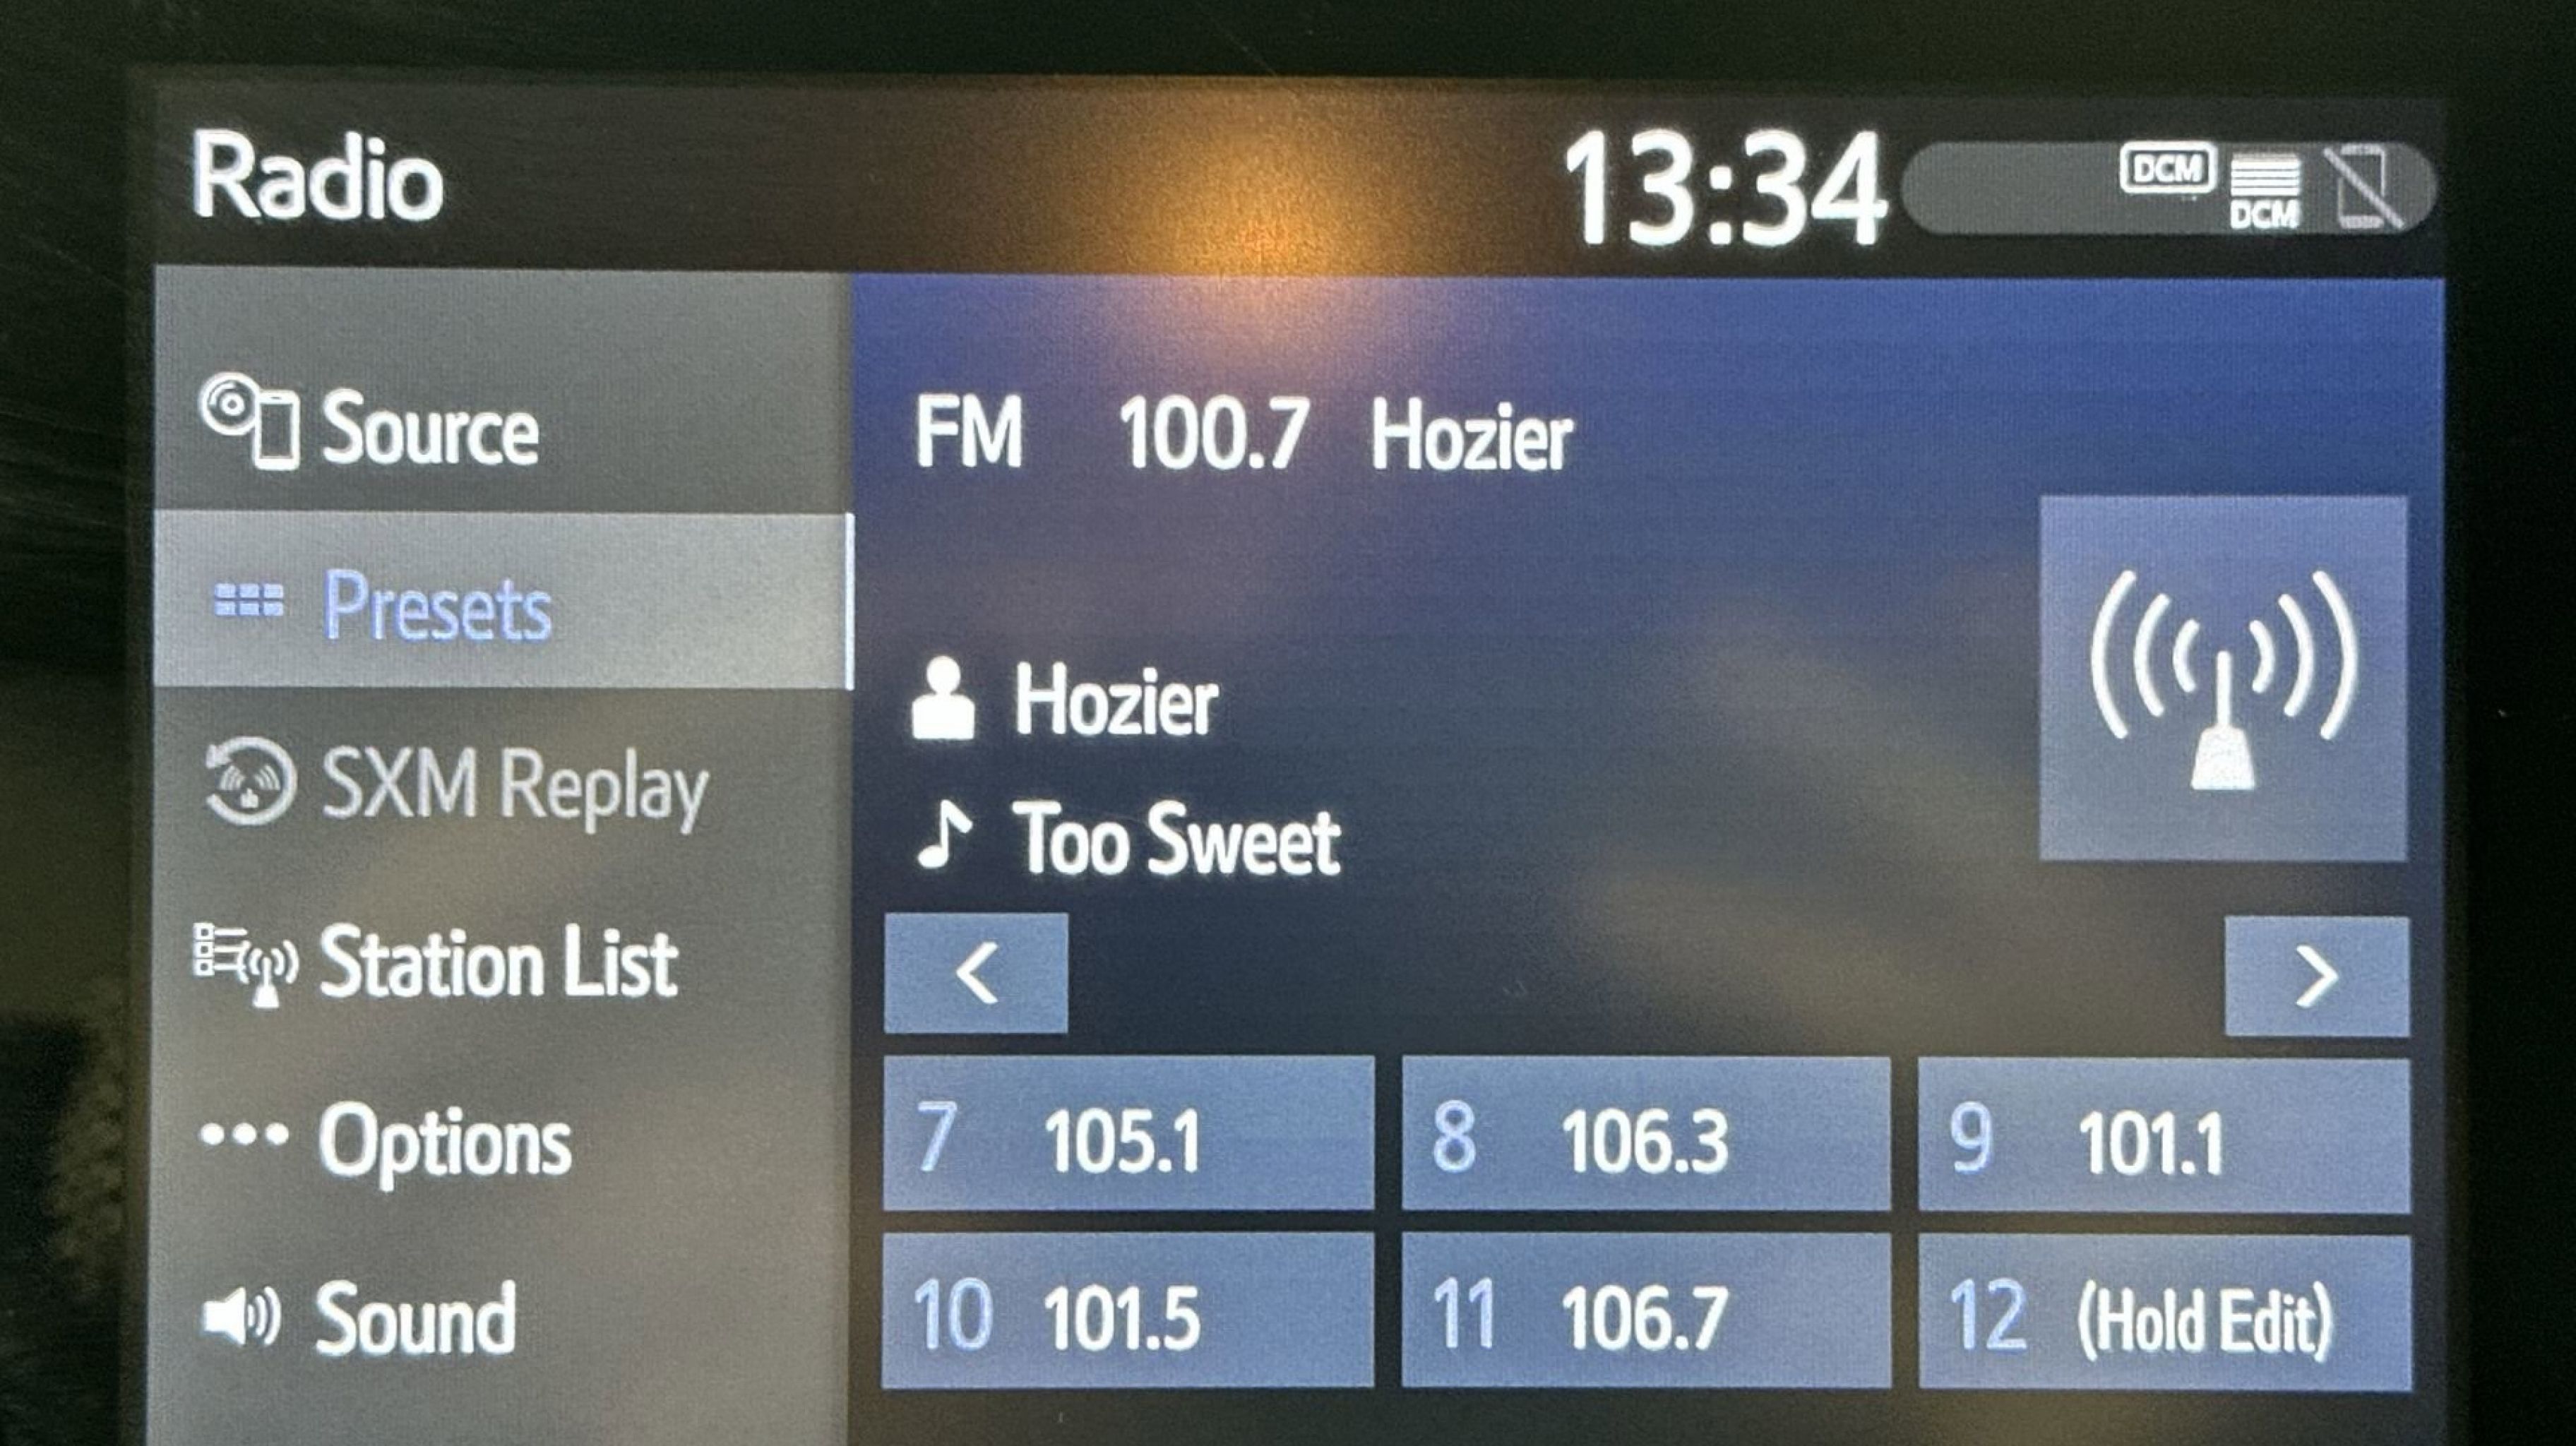 Radio
13:34
DCM
DCM
Source
Presets
SXM Replay
Station List
Options
Sound
FM 100.7 Hozier
Hozier
Too Sweet
<
>
7 105.1
8 106.3
9 101.1
10 101.5
11 106.7
12 (Hold Edit)